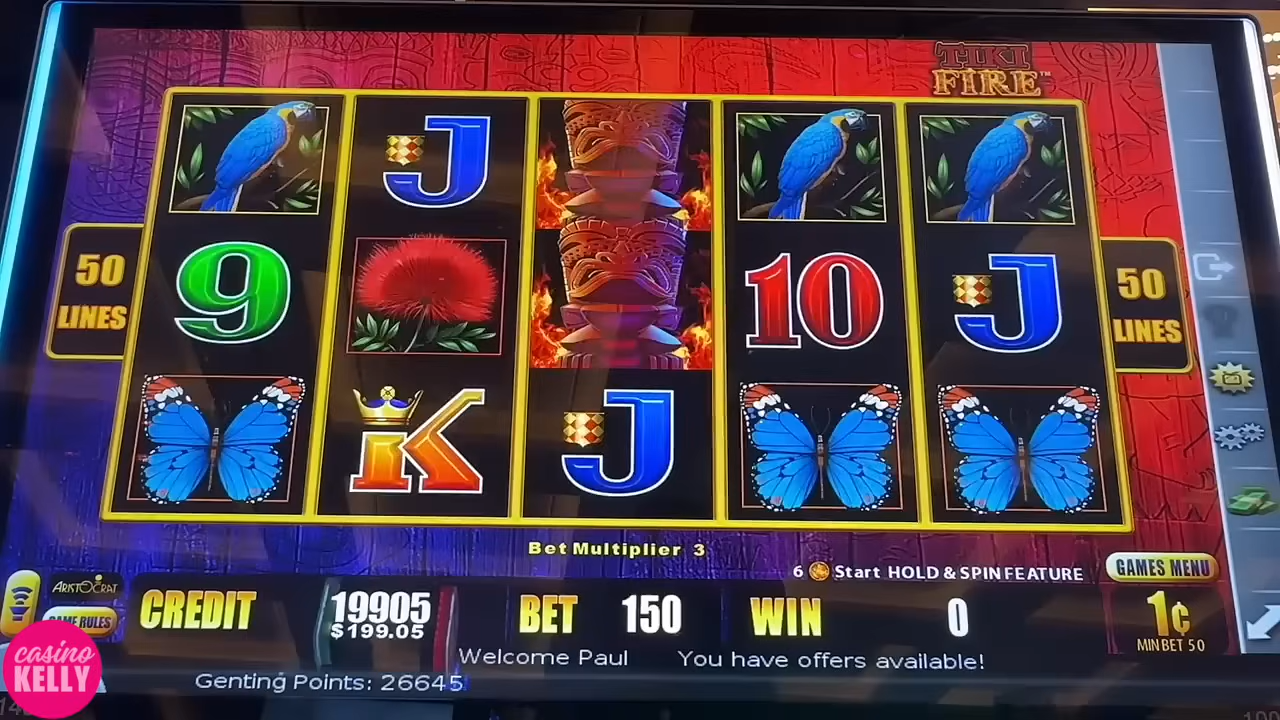 TIKI
FIRE™
J
9
10
J
K
J
50
LINES
50
LINES
Bet Multiplier 3
6 Start HOLD & SPIN FEATURE
GAMES MENU
ARISTOCRAT
GAME RULES
CREDIT
19905
$199.05
BET
150
WIN
0
1¢
MIN BET 50
Welcome Paul
You have offers available!
Genting Points: 26645
casino
KELLY